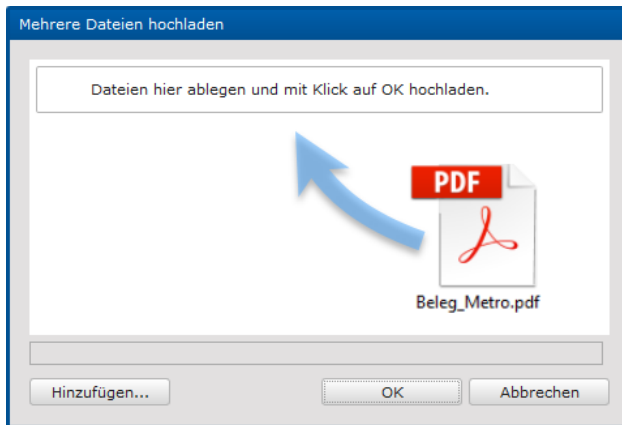 Mehrere Dateien hochladen
Dateien hier ablegen und mit Klick auf OK hochladen.
PDF
Beleg_Metro.pdf
Hinzufügen...
OK
Abbrechen